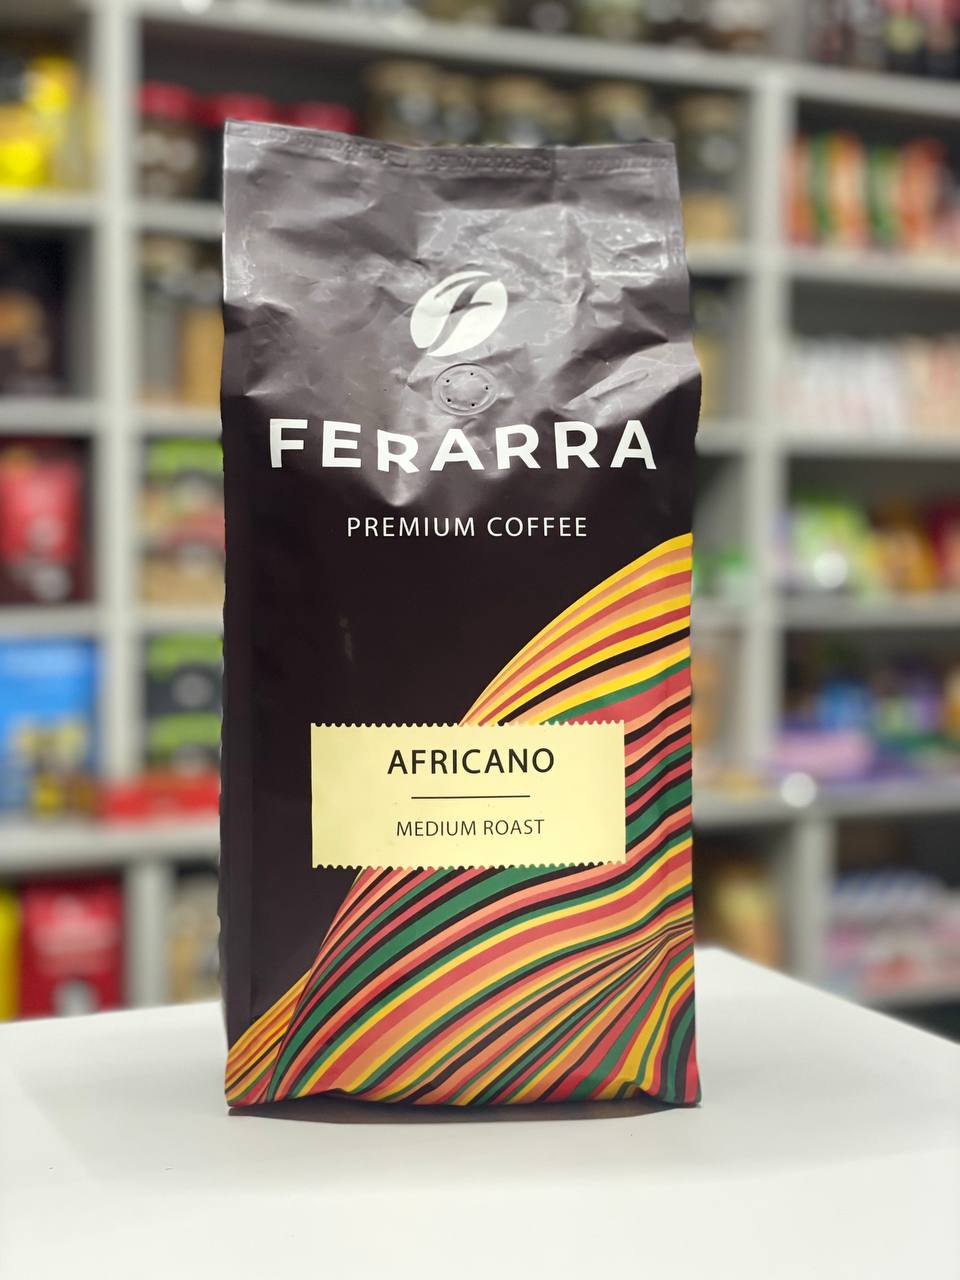 FERARRA
PREMIUM COFFEE
AFRICANO
MEDIUM ROAST